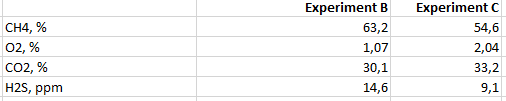 Experiment B Experiment C
CH4, % 63,2 54,6
O2, % 1,07 2,04
CO2, % 30,1 33,2
H2S, ppm 14,6 9,1